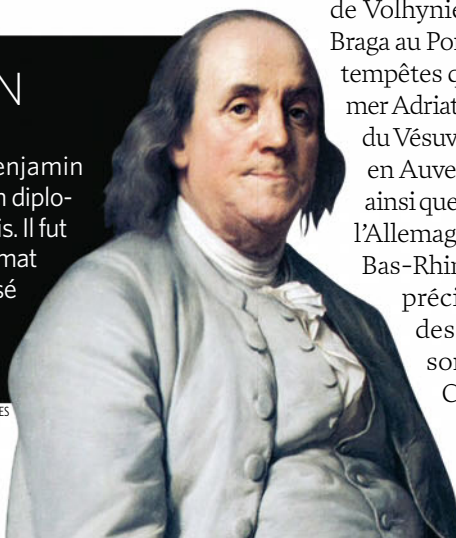 N
enjamin
n diplo-
is. Il fut
mat
sé
ES
de Volhynie
Braga au Por
tempêtes q
mer Adriat
du Vésuv
en Auve
ainsi que
l'Allemag
Bas-Rhin
préci
des
so
C